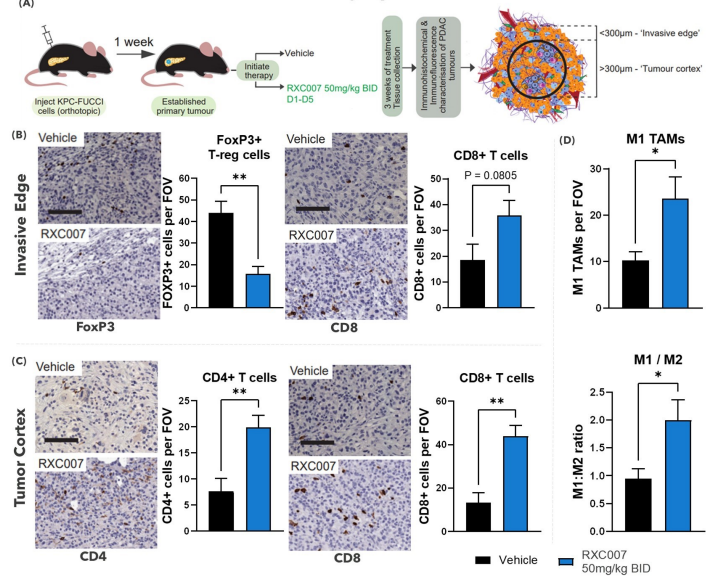 (A)
1 week
Inject KPC-FUCCI
cells (orthotopic)
Established
primary tumour
Initiate
therapy
Vehicle
RXC007 50mg/kg BID
D1-D5
3 weeks of treatment
Tissue collection
Immunohistochemical &
Immunofluorescence
characterisation of PDAC
tumours
<300µm - ‘Invasive edge’
>300µm - ‘Tumour cortex’
(B)
Invasive Edge
Vehicle
RXC007
FoxP3
FoxP3+
T-reg cells
**
FOXP3+ cells per FOV
60
50
40
30
20
10
0
Vehicle
RXC007
CD8
CD8+ T cells
P = 0.0805
CD8+ cells per FOV
50
40
30
20
10
0
(D)
M1 TAMs
*
M1 TAMs per FOV
30
20
10
0
(C)
Tumor Cortex
Vehicle
RXC007
CD4
CD4+ T cells
**
CD4+ cells per FOV
25
20
15
10
5
0
Vehicle
RXC007
CD8
CD8+ T cells
**
CD8+ cells per FOV
60
40
20
0
M1 / M2
*
M1:M2 ratio
2.5
2.0
1.5
1.0
0.5
0.0
Vehicle
RXC007
50mg/kg BID